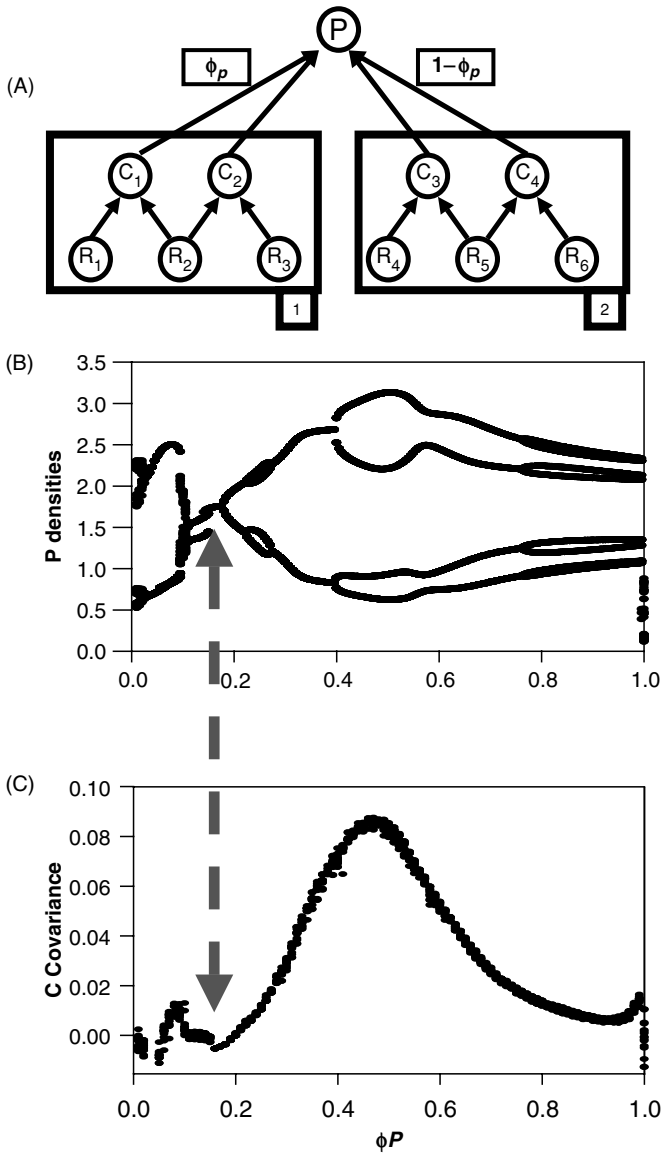 P
ϕp
1−ϕp
(A)
C1 C2 C3 C4
R1 R2 R3 R4 R5 R6
1 2
(B)
P densities
3.5
3.0
2.5
2.0
1.5
1.0
0.5
0.0
0.0 0.2 0.4 0.6 0.8 1.0
(C)
C Covariance
0.10
0.08
0.06
0.04
0.02
0.00
0.0 0.2 0.4 0.6 0.8 1.0
ϕP